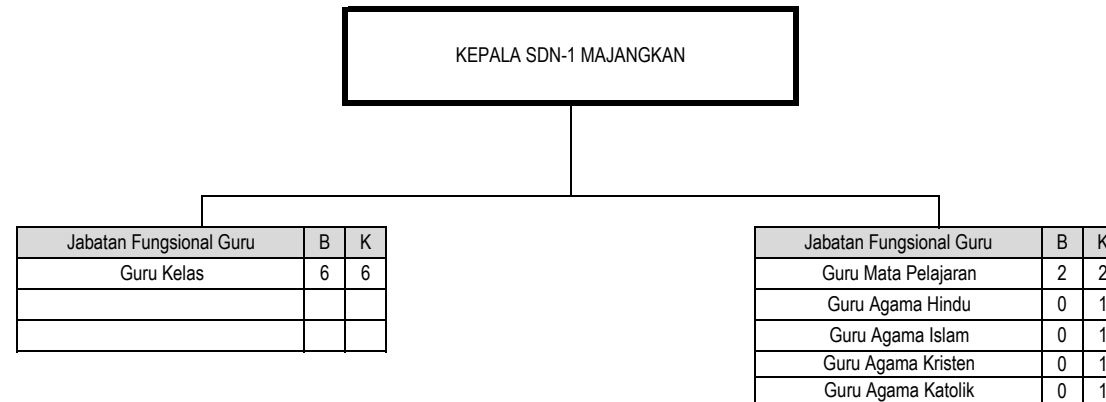 KEPALA SDN-1 MAJANGKAN
Jabatan Fungsional Guru B K
Guru Kelas 6 6
Jabatan Fungsional Guru B K
Guru Mata Pelajaran 2 2
Guru Agama Hindu 0 1
Guru Agama Islam 0 1
Guru Agama Kristen 0 1
Guru Agama Katolik 0 1